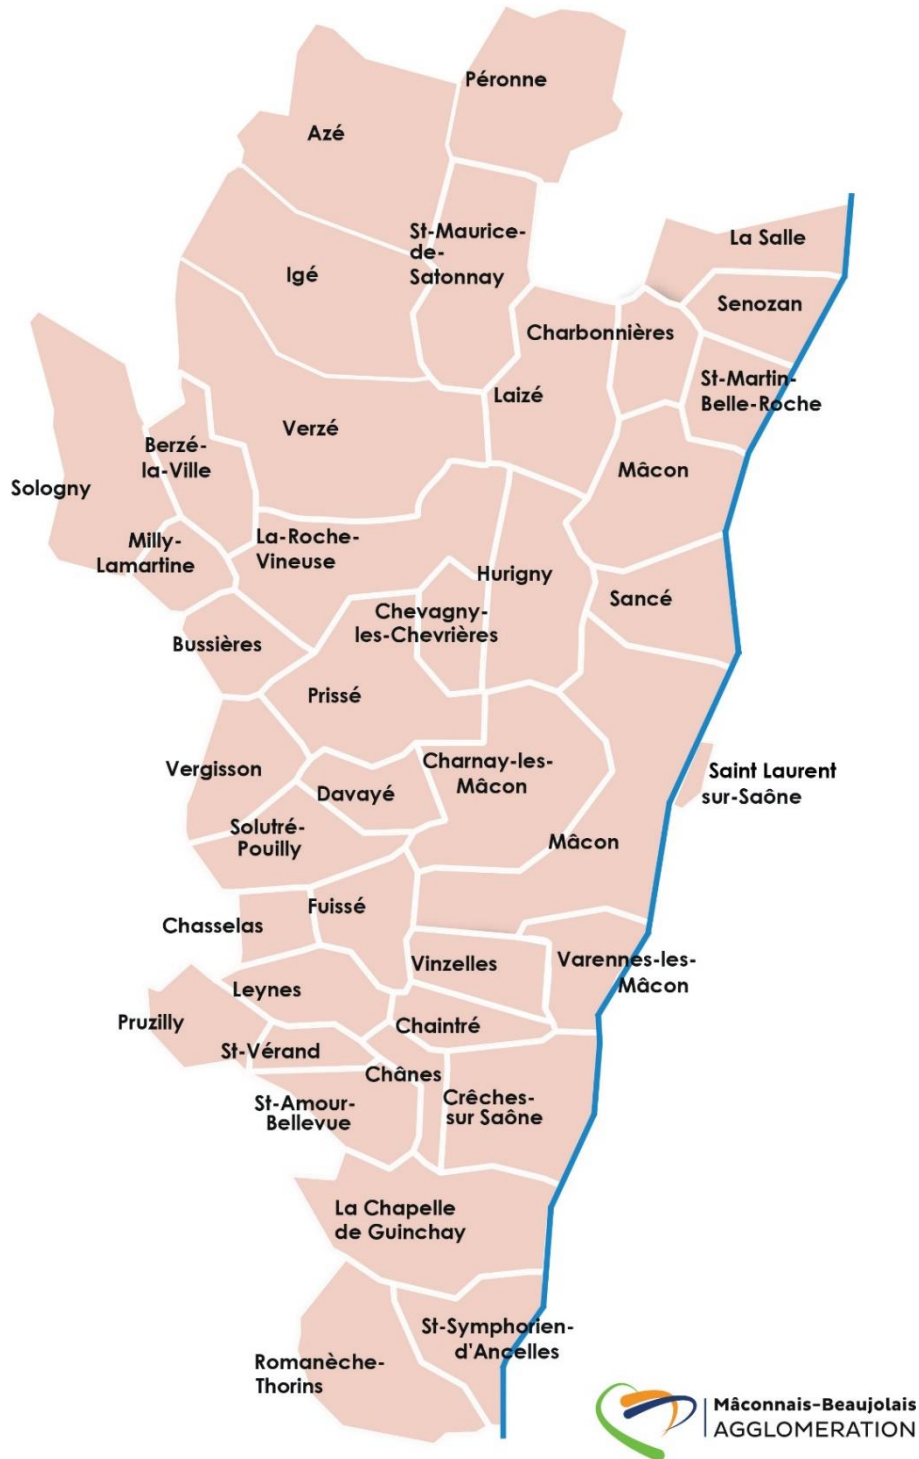 Péronne
Azé
St-Maurice-
de-
Satonnay
La Salle
Igé
Senozan
Charbonnières
St-Martin-
Belle-Roche
Laizé
Verzé
Berzé-
la-Ville
Mâcon
Sologny
Milly-
Lamartine
La-Roche-
Vineuse
Hurigny
Sancé
Chevagny-
les-Chevrières
Bussières
Prissé
Vergisson
Charnay-les-
Mâcon
Saint Laurent
sur-Saône
Davayé
Solutré-
Pouilly
Mâcon
Fuissé
Chasselas
Vinzelles
Varennes-les-
Mâcon
Leynes
Pruzilly
Chaintré
St-Vérand
Chânes
St-Amour-
Bellevue
Crêches-
sur Saône
La Chapelle
de Guinchay
St-Symphorien-
d'Ancelles
Romanèche-
Thorins
Mâconnais-Beaujolais
AGGLOMERATION